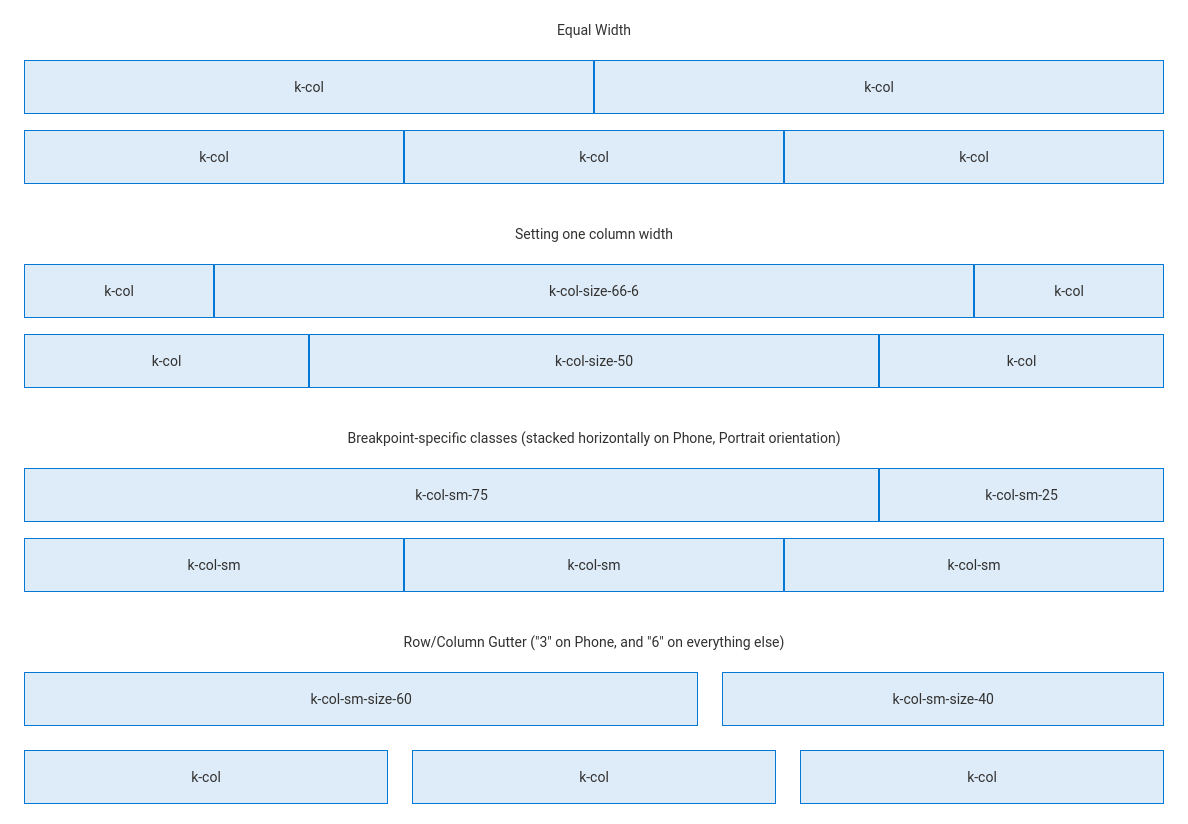 Equal Width
k-col k-col
k-col k-col k-col
Setting one column width
k-col k-col-size-66-6 k-col
k-col k-col-size-50 k-col
Breakpoint-specific classes (stacked horizontally on Phone, Portrait orientation)
k-col-sm-75 k-col-sm-25
k-col-sm k-col-sm k-col-sm
Row/Column Gutter ("3" on Phone, and "6" on everything else)
k-col-sm-size-60 k-col-sm-size-40
k-col k-col k-col